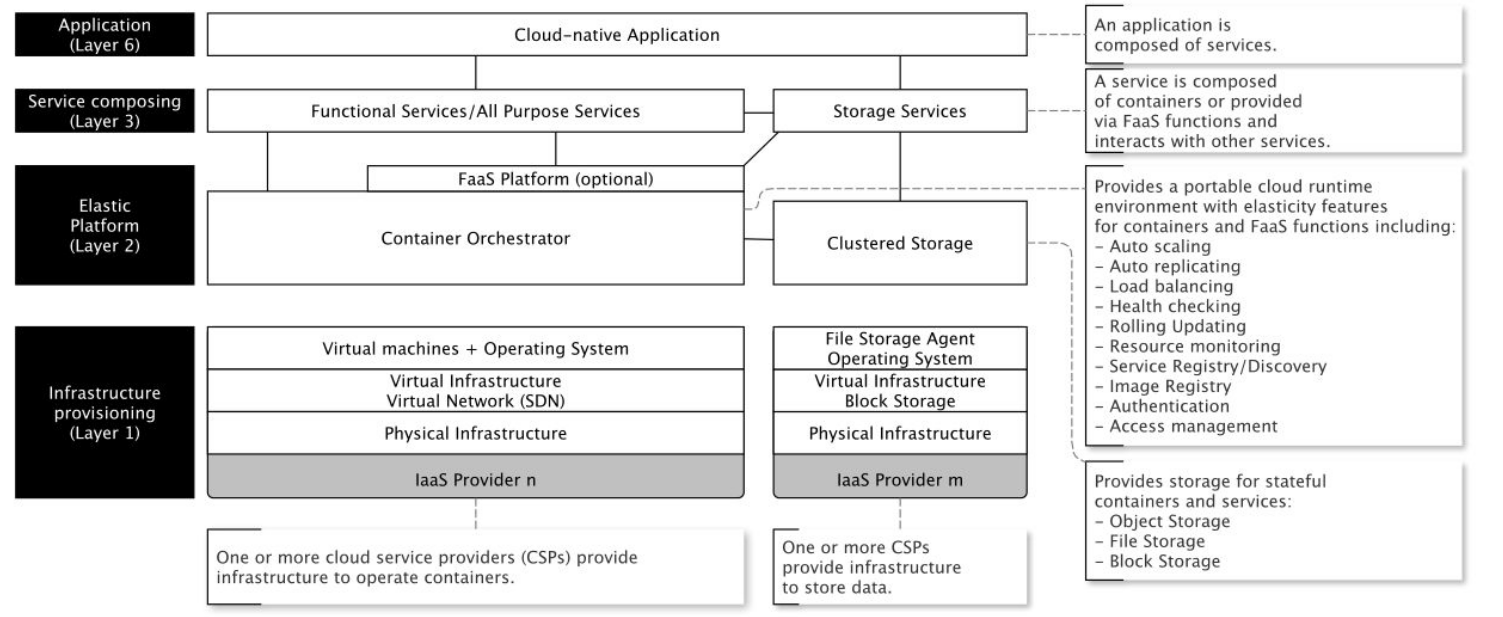 Application
(Layer 6)
Cloud-native Application
An application is
composed of services.
Service composing
(Layer 3)
Functional Services/All Purpose Services
Storage Services
A service is composed
of containers or provided
via FaaS functions and
interacts with other services.
Elastic
Platform
(Layer 2)
FaaS Platform (optional)
Container Orchestrator
Clustered Storage
Provides a portable cloud runtime
environment with elasticity features
for containers and FaaS functions including:
– Auto scaling
– Auto replicating
– Load balancing
– Health checking
– Rolling Updating
– Resource monitoring
– Service Registry/Discovery
– Image Registry
– Authentication
– Access management
Infrastructure
provisioning
(Layer 1)
Virtual machines + Operating System
Virtual Infrastructure
Virtual Network (SDN)
Physical Infrastructure
IaaS Provider n
File Storage Agent
Operating System
Virtual Infrastructure
Block Storage
Physical Infrastructure
IaaS Provider m
Provides storage for stateful
containers and services:
– Object Storage
– File Storage
– Block Storage
One or more cloud service providers (CSPs) provide
infrastructure to operate containers.
One or more CSPs
provide infrastructure
to store data.